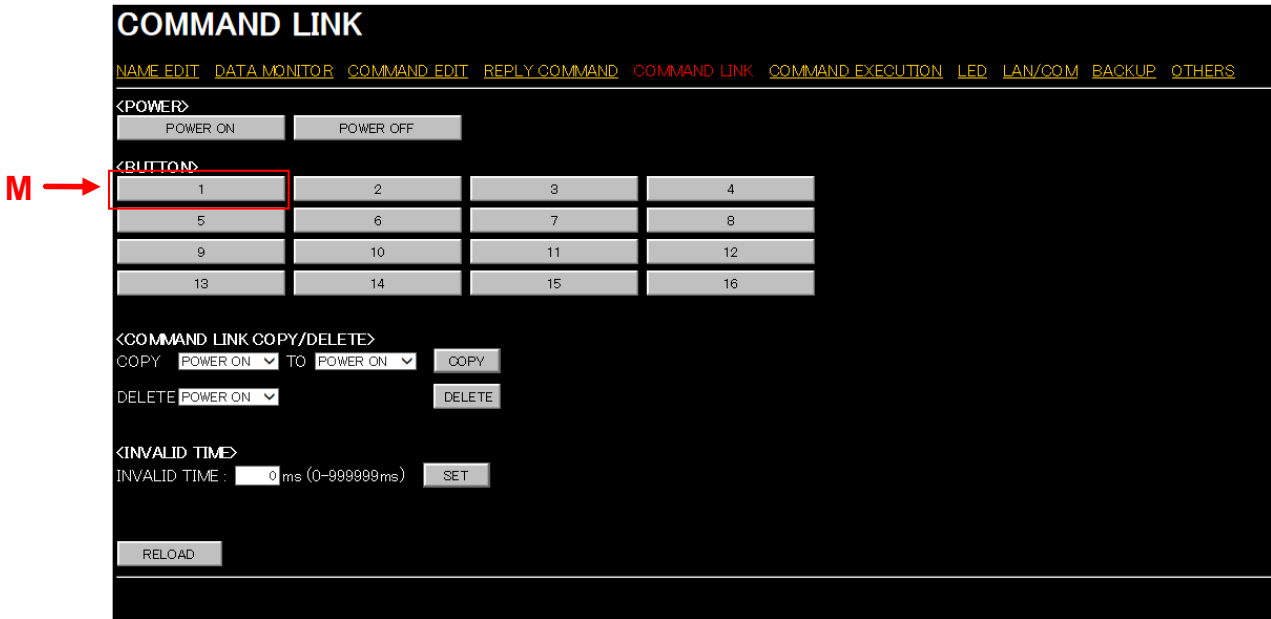 COMMAND LINK
NAME EDIT DATA MONITOR COMMAND EDIT REPLY COMMAND COMMAND LINK COMMAND EXECUTION LED LAN/COM BACKUP OTHERS
<POWER>
POWER ON POWER OFF
<BUTTON>
M 1 2 3 4
5 6 7 8
9 10 11 12
13 14 15 16
<COMMAND LINK COPY/DELETE>
COPY POWER ON TO POWER ON COPY
DELETE POWER ON DELETE
<INVALID TIME>
INVALID TIME : 0 ms (0-999999ms) SET
RELOAD